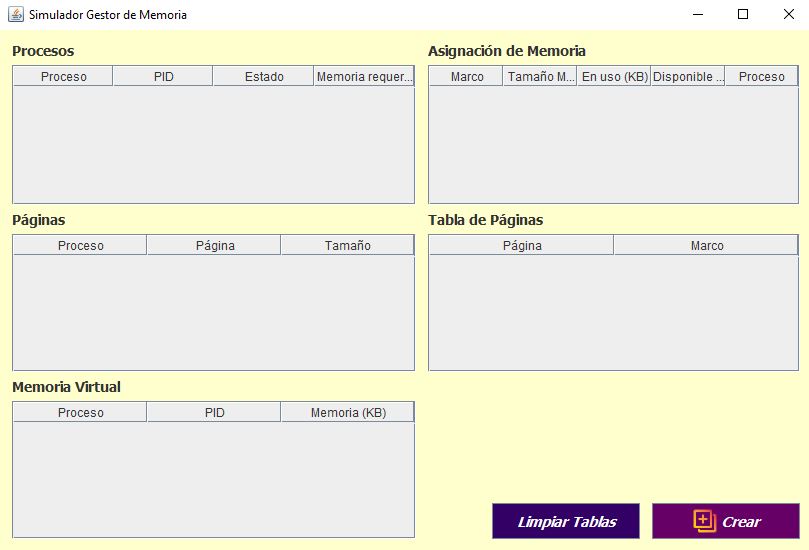 Simulador Gestor de Memoria
Procesos
Proceso PID Estado Memoria requer...
Asignación de Memoria
Marco Tamaño M... En uso (KB) Disponible ... Proceso
Páginas
Proceso Página Tamaño
Tabla de Páginas
Página Marco
Memoria Virtual
Proceso PID Memoria (KB)
Limpiar Tablas
Crear